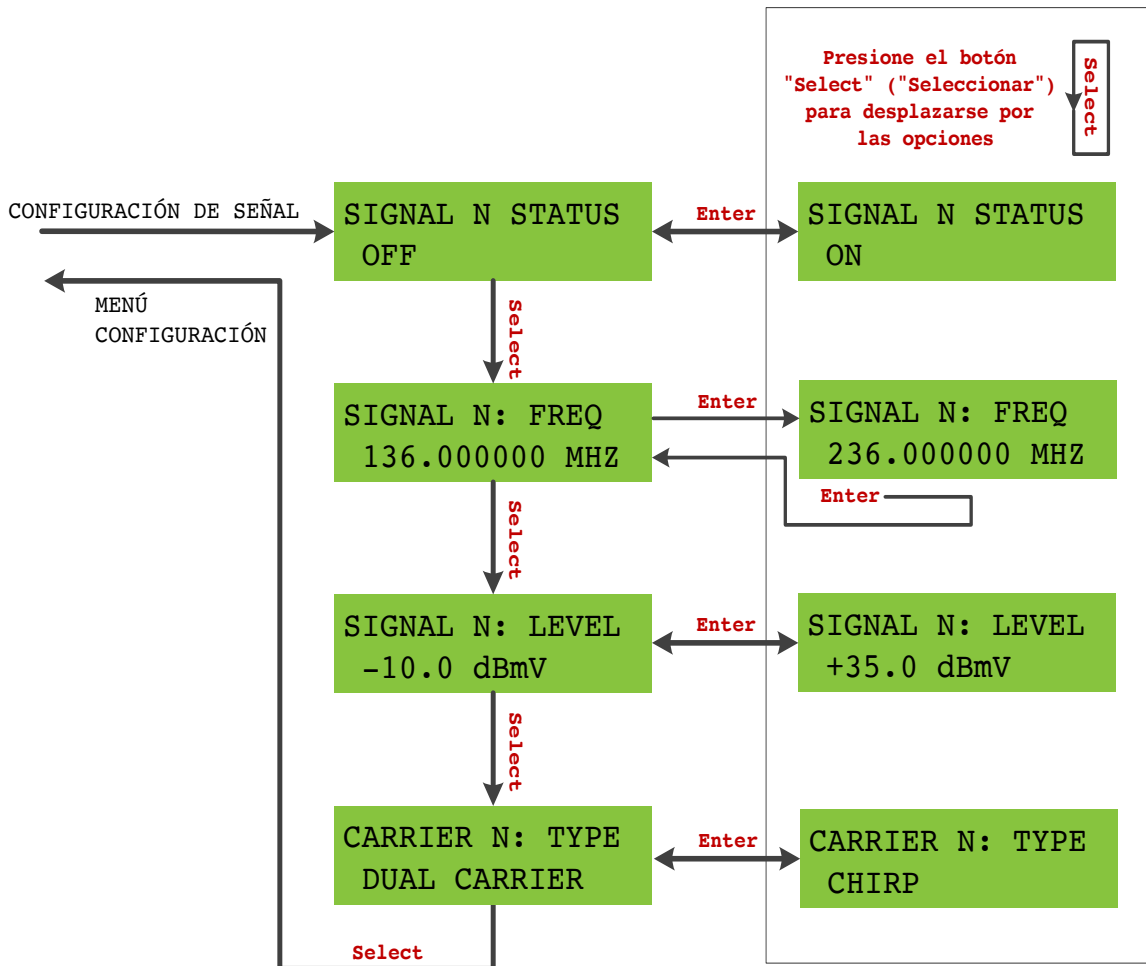 Presione el botón
"Select" ("Seleccionar")
para desplazarse por
las opciones
Select
CONFIGURACIÓN DE SEÑAL
SIGNAL N STATUS
OFF
Enter
SIGNAL N STATUS
ON
MENÚ
CONFIGURACIÓN
Select
SIGNAL N: FREQ
136.000000 MHZ
Enter
SIGNAL N: FREQ
236.000000 MHZ
Enter
Select
SIGNAL N: LEVEL
-10.0 dBmV
Enter
SIGNAL N: LEVEL
+35.0 dBmV
Select
CARRIER N: TYPE
DUAL CARRIER
Enter
CARRIER N: TYPE
CHIRP
Select